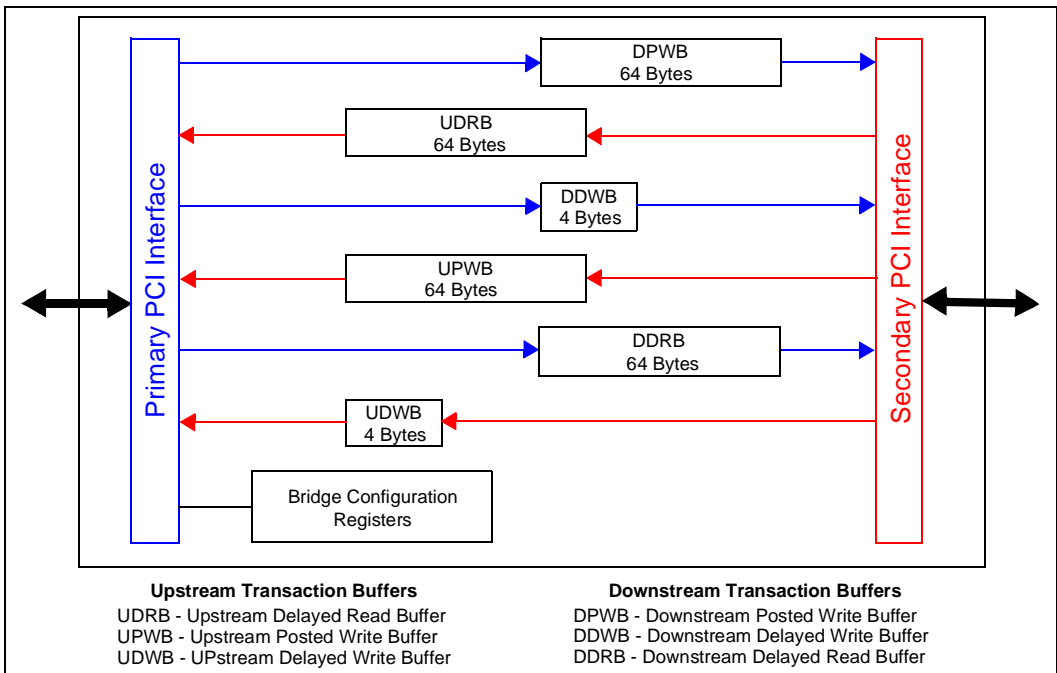 Primary PCI Interface
Secondary PCI Interface
DPWB
64 Bytes
UDRB
64 Bytes
DDWB
4 Bytes
UPWB
64 Bytes
DDRB
64 Bytes
UDWB
4 Bytes
Bridge Configuration
Registers
Upstream Transaction Buffers
UDRB - Upstream Delayed Read Buffer
UPWB - Upstream Posted Write Buffer
UDWB - UPstream Delayed Write Buffer
Downstream Transaction Buffers
DPWB - Downstream Posted Write Buffer
DDWB - Downstream Delayed Write Buffer
DDRB - Downstream Delayed Read Buffer